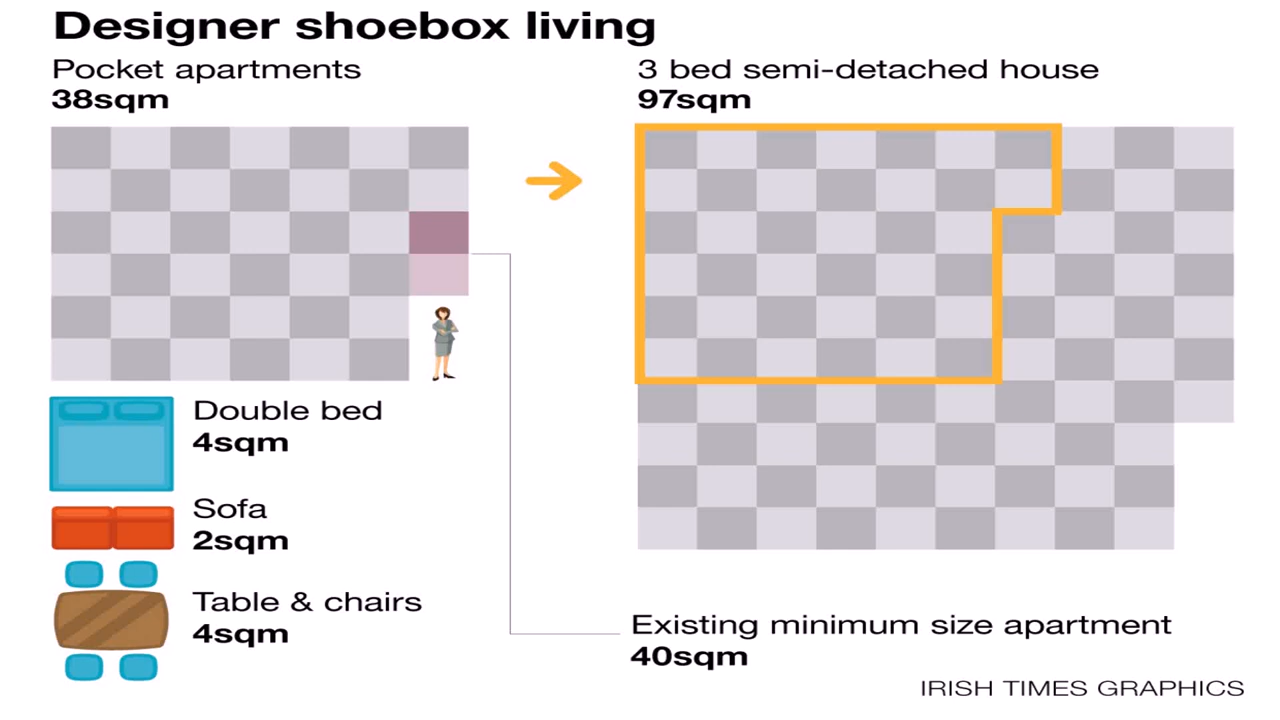 Designer shoebox living
Pocket apartments
38sqm
3 bed semi-detached house
97sqm
Double bed
4sqm
Sofa
2sqm
Table & chairs
4sqm
Existing minimum size apartment
40sqm
IRISH TIMES GRAPHICS